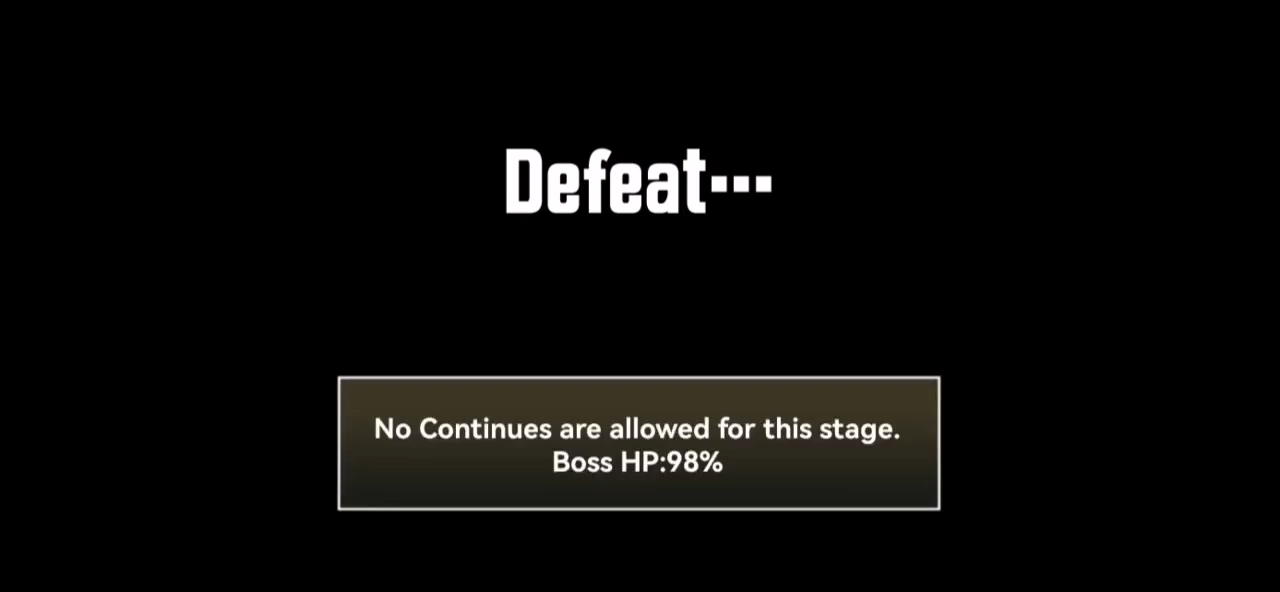 Defeat···
No Continues are allowed for this stage.
Boss HP:98%